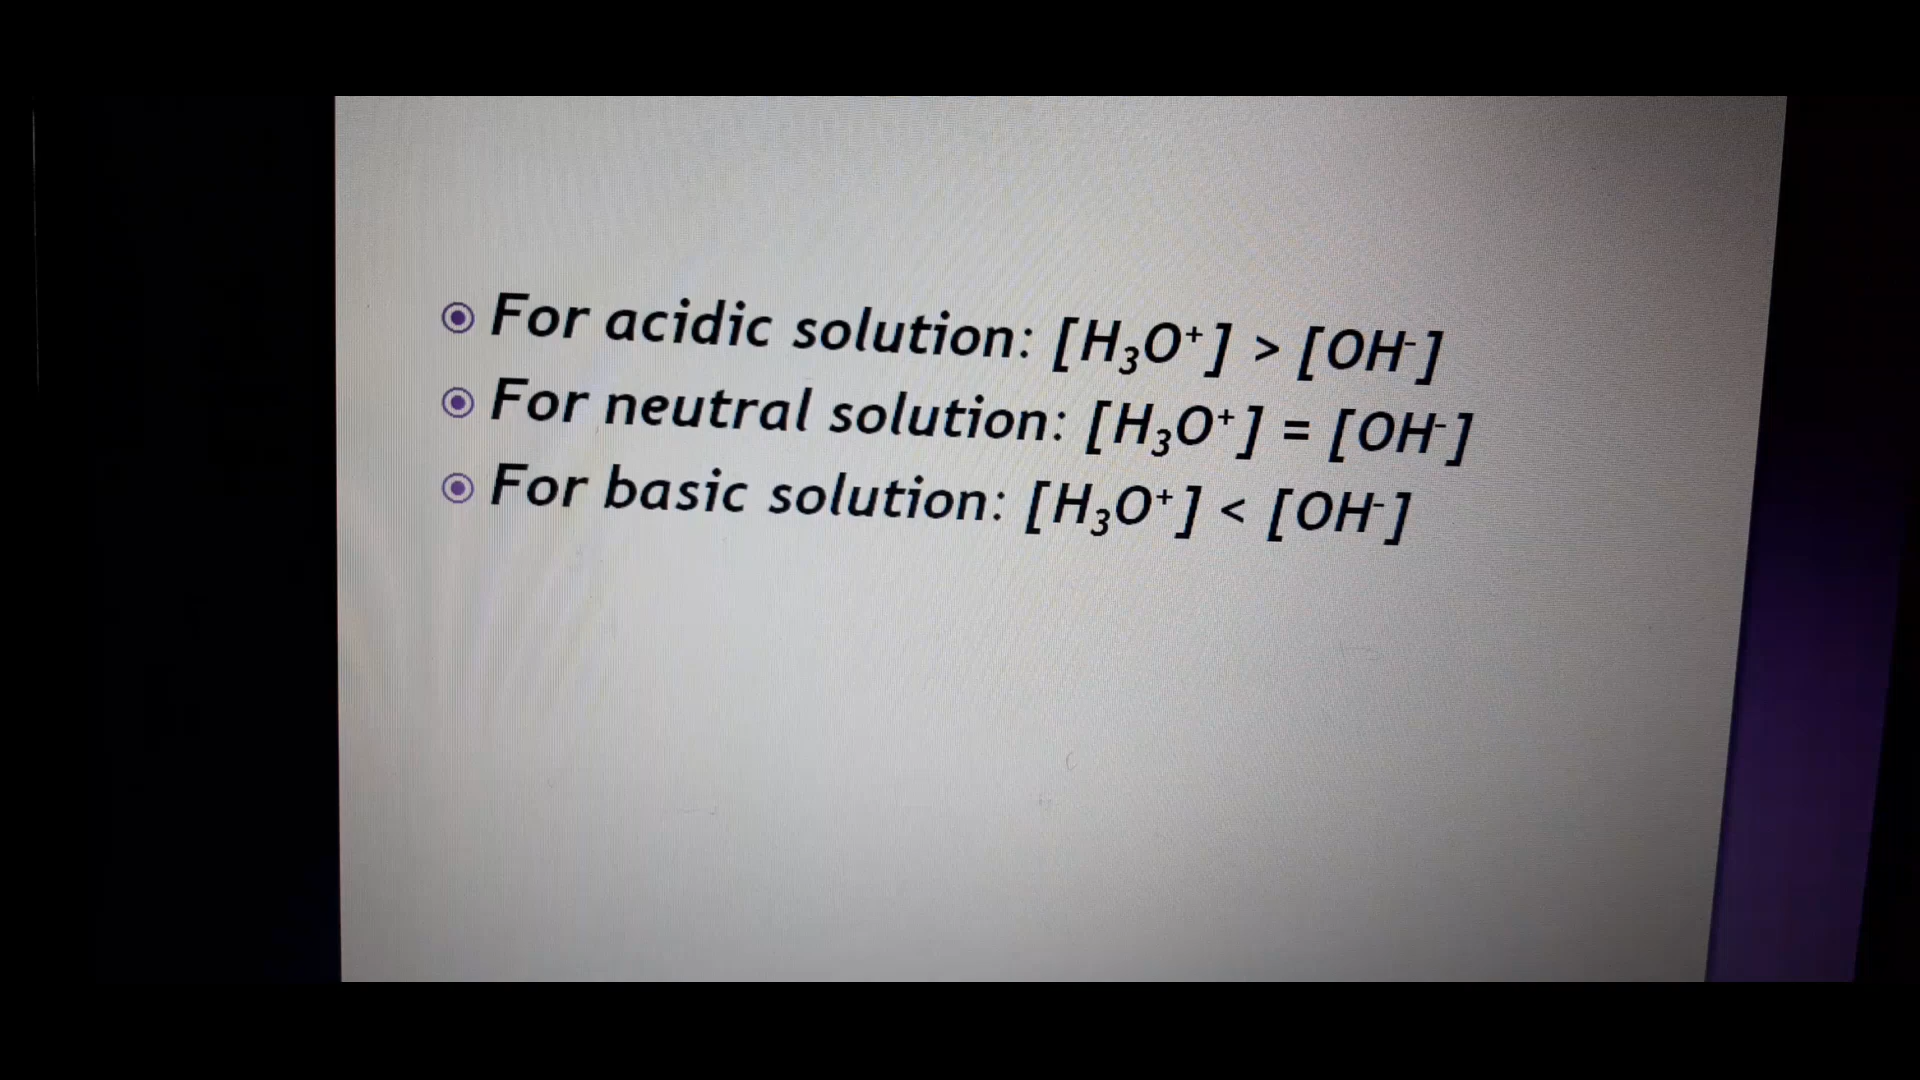 For acidic solution: [H₃O⁺] > [OH⁻]
For neutral solution: [H₃O⁺] = [OH⁻]
For basic solution: [H₃O⁺] < [OH⁻]